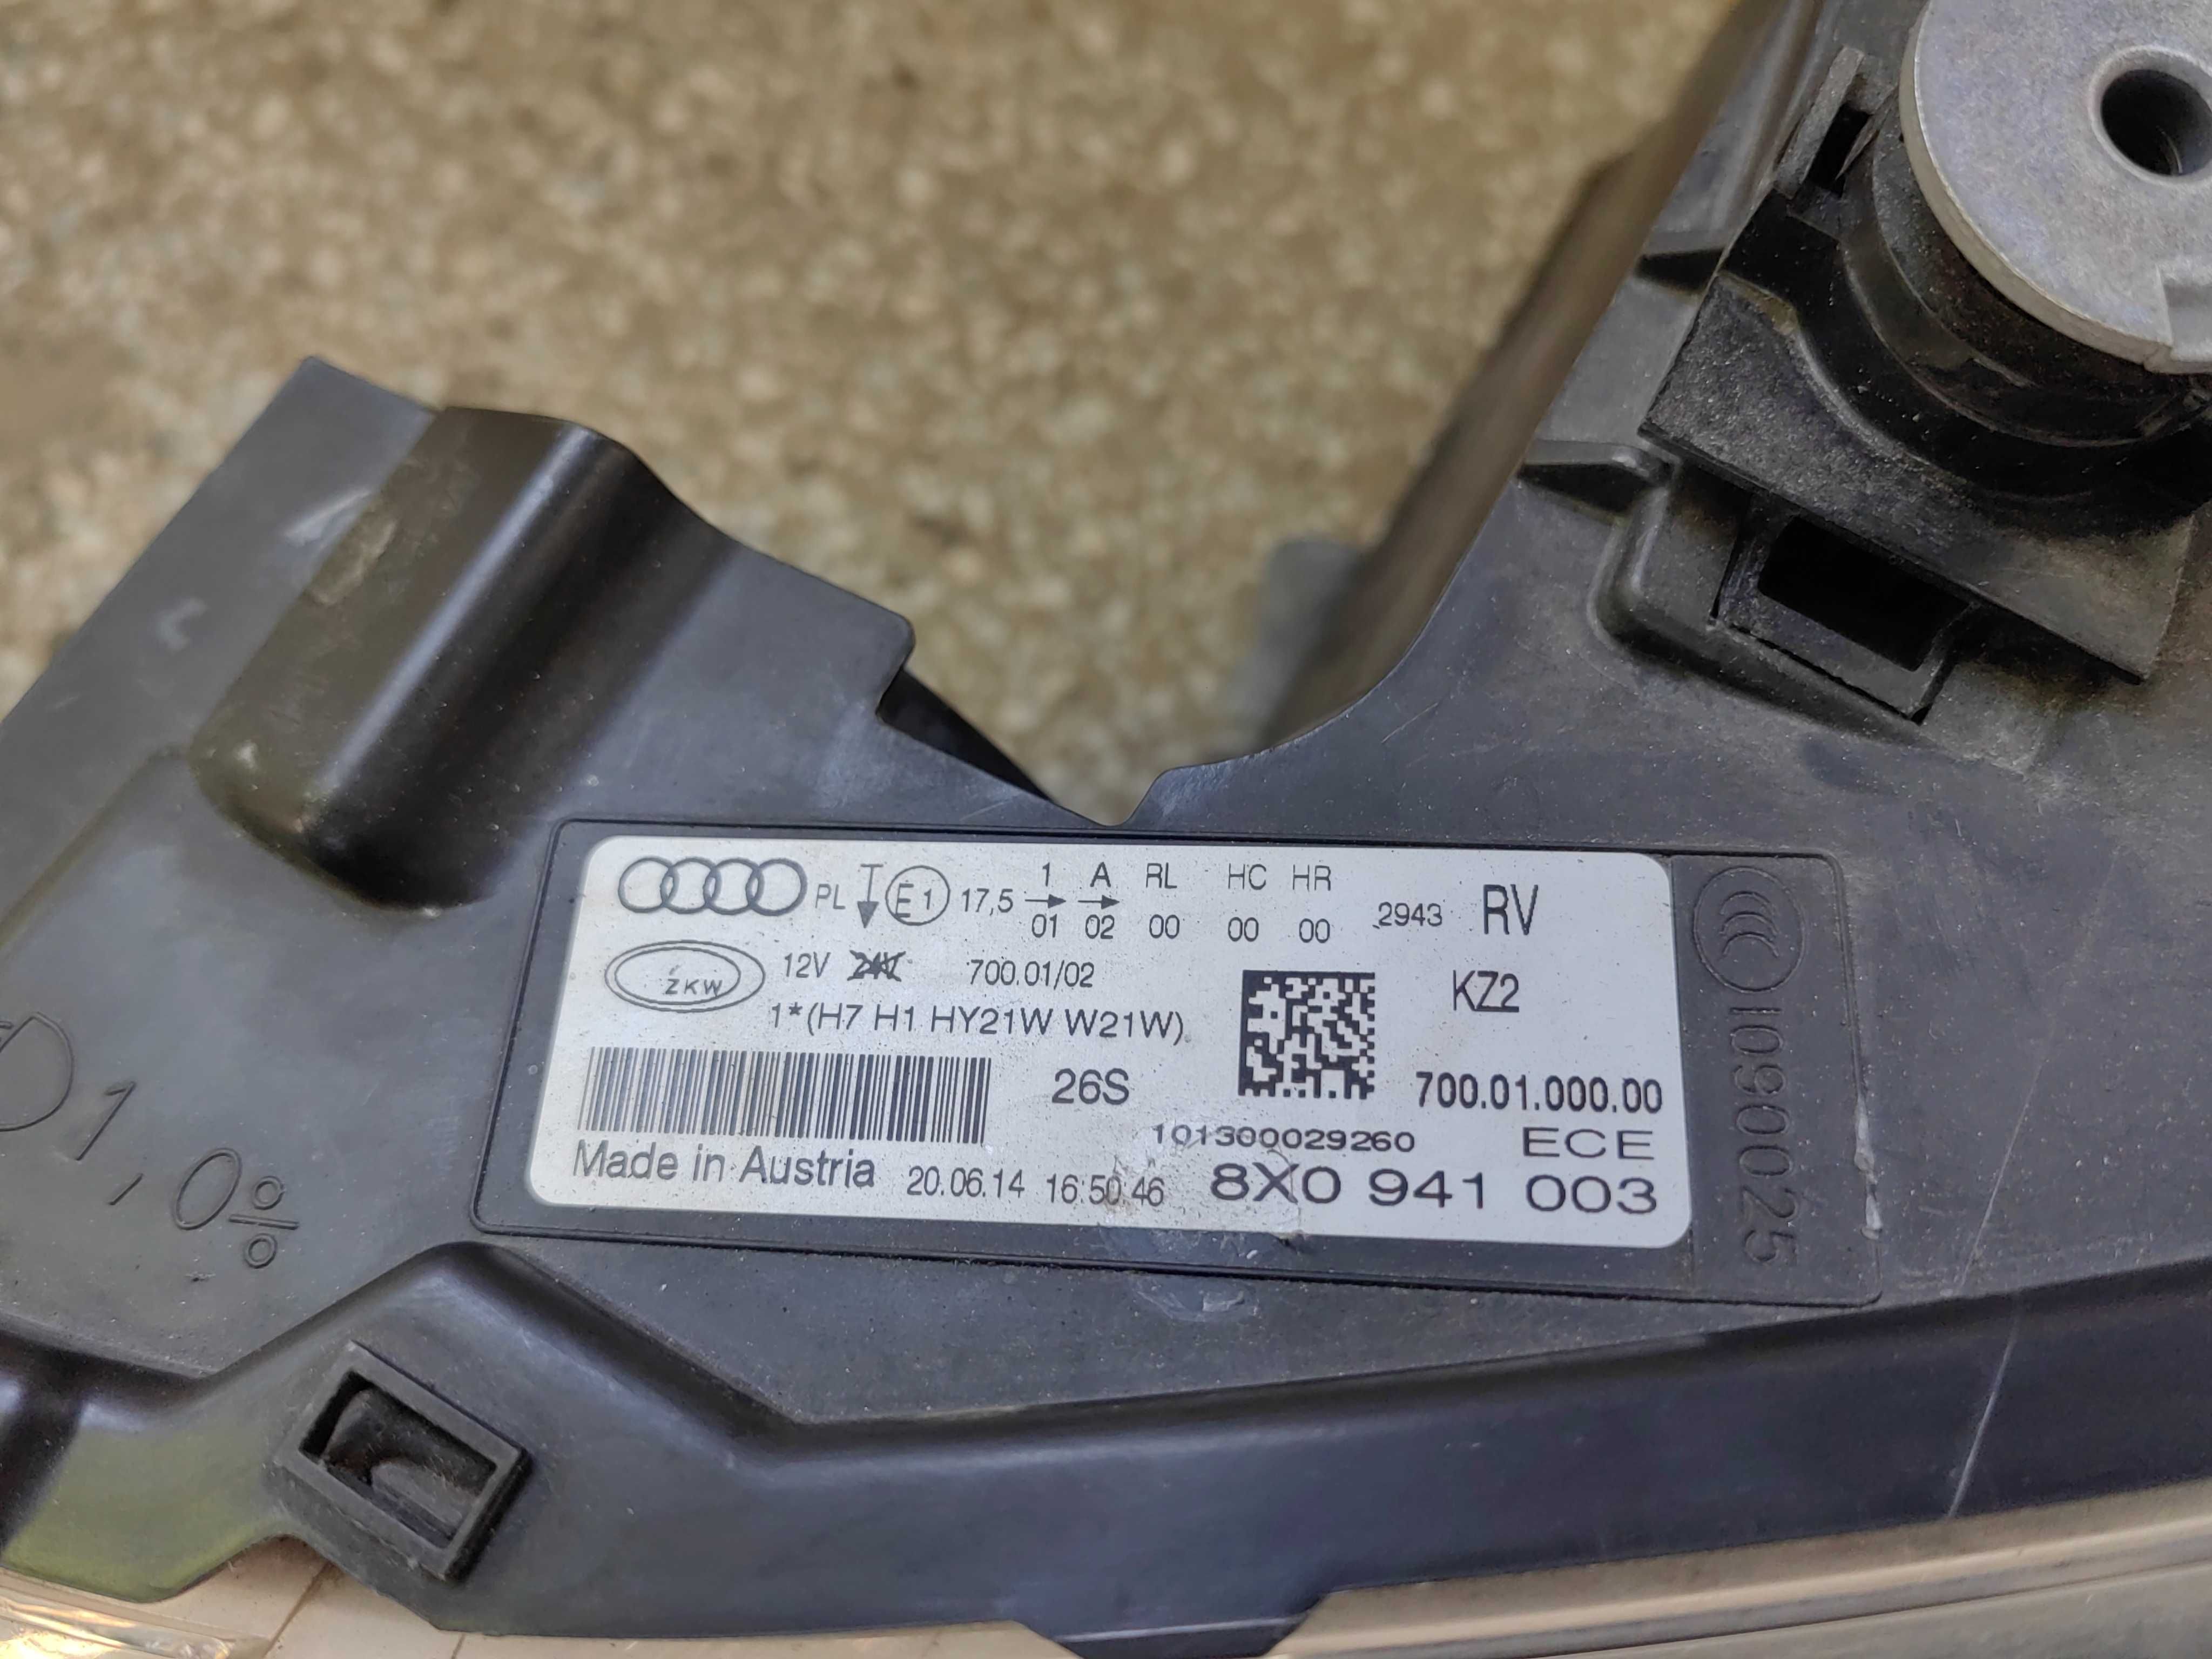 PL E1 17,5 1 A RL HC HR 2943 RV
01 02 00 00 00
ZKW 12V 24V 700.01/02 KZ2
1*(H7 H1 HY21W W21W)
26S 700.01.000.00
101300029260 ECE
Made in Austria 20.06.14 16:50:46 8X0 941 003
1090025
1,0%